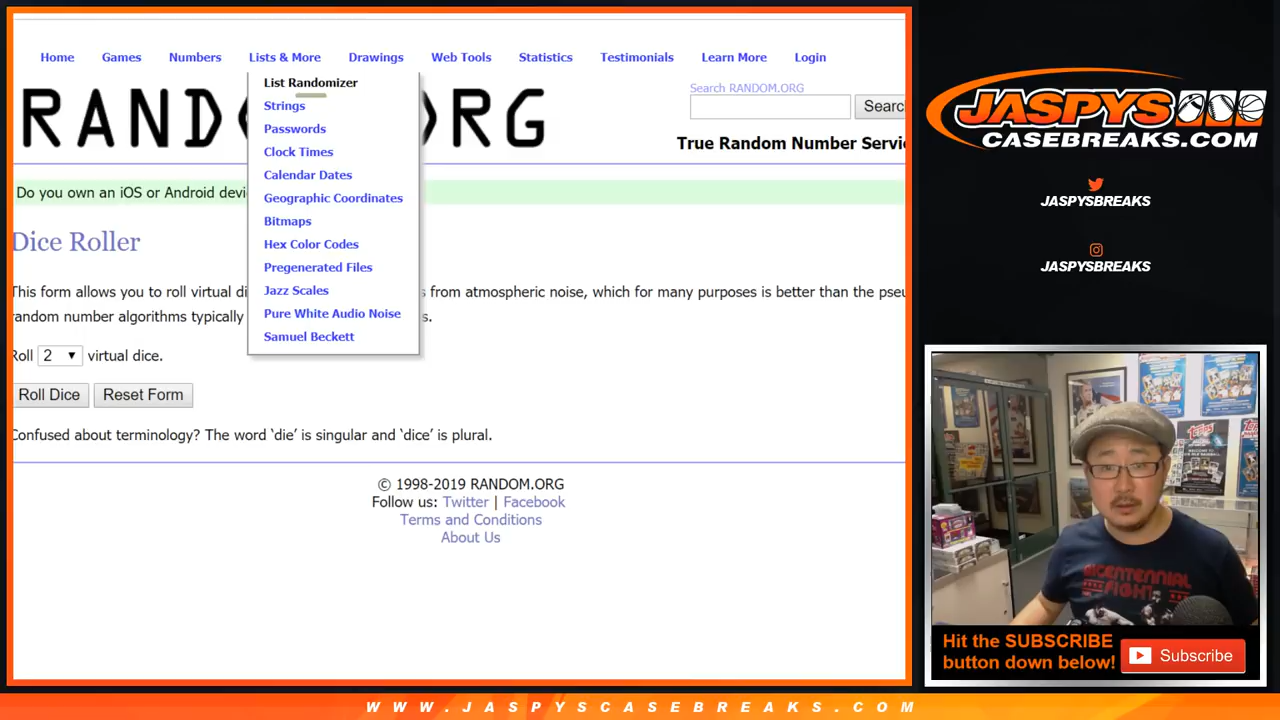 Home Games Numbers Lists & More Drawings Web Tools Statistics Testimonials Learn More Login
List Randomizer
Strings
Passwords
Clock Times
Calendar Dates
Geographic Coordinates
Bitmaps
Hex Color Codes
Pregenerated Files
Jazz Scales
Pure White Audio Noise
Samuel Beckett
RAND RG
Search RANDOM.ORG
Searc
True Random Number Servi
Do you own an iOS or Android devi
Dice Roller
This form allows you to roll virtual di s from atmospheric noise, which for many purposes is better than the pseu
random number algorithms typically s.
Roll 2 virtual dice.
Roll Dice Reset Form
Confused about terminology? The word ‘die’ is singular and ‘dice’ is plural.
© 1998-2019 RANDOM.ORG
Follow us: Twitter | Facebook
Terms and Conditions
About Us
JASPYS
CASEBREAKS.COM
JASPYSBREAKS
JASPYSBREAKS
TOPPS
BICENTENNIAL
FIGHT
Hit the SUBSCRIBE
button down below!
Subscribe
WWW.JASPYSCASEBREAKS.COM